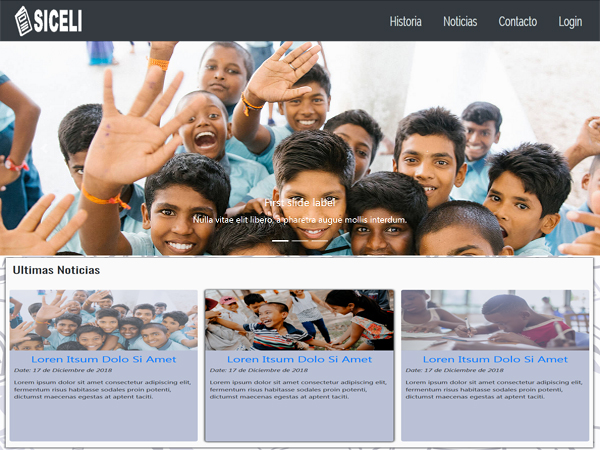 SICELI
Historia Noticias Contacto Login
First slide label
Nulla vitae elit libero, a pharetra augue mollis interdum.
Ultimas Noticias
Loren Itsum Dolo Si Amet
Date: 17 de Diciembre de 2018
Lorem ipsum dolor sit amet consectetur adipiscing elit,
fermentum risus habitasse sodales proin potenti,
dictumst maecenas egestas at aptent taciti.
Loren Itsum Dolo Si Amet
Date: 17 de Diciembre de 2018
Lorem ipsum dolor sit amet consectetur adipiscing elit,
fermentum risus habitasse sodales proin potenti,
dictumst maecenas egestas at aptent taciti.
Loren Itsum Dolo Si Amet
Date: 17 de Diciembre de 2018
Lorem ipsum dolor sit amet consectetur adipiscing elit,
fermentum risus habitasse sodales proin potenti,
dictumst maecenas egestas at aptent taciti.